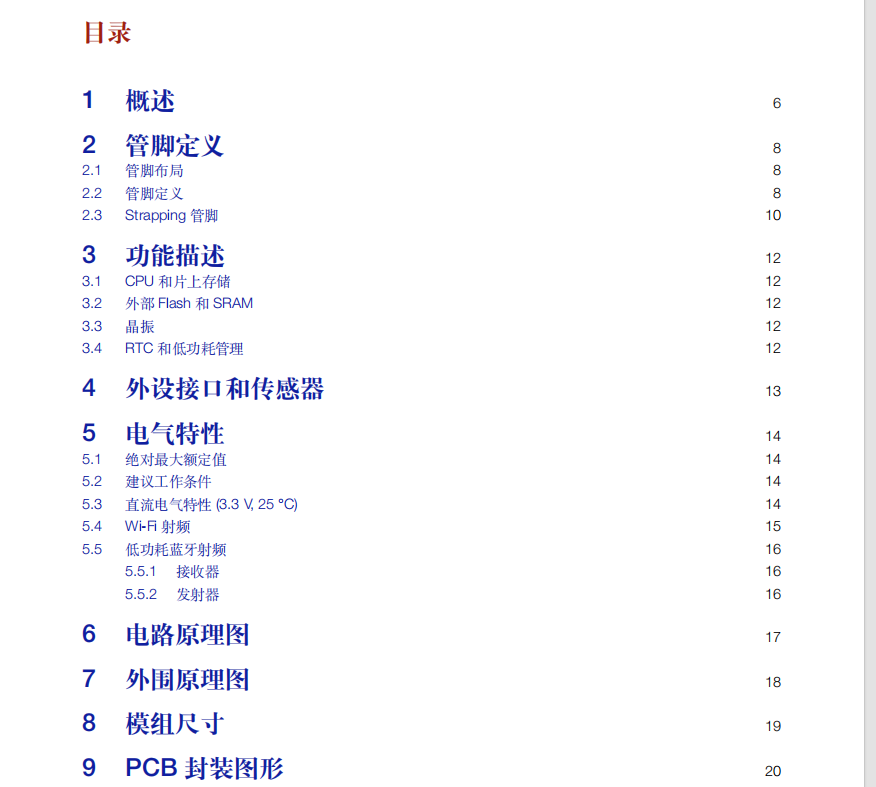 目录
1 概述 6
2 管脚定义 8
2.1 管脚布局 8
2.2 管脚定义 8
2.3 Strapping 管脚 10
3 功能描述 12
3.1 CPU 和片上存储 12
3.2 外部 Flash 和 SRAM 12
3.3 晶振 12
3.4 RTC 和低功耗管理 12
4 外设接口和传感器 13
5 电气特性 14
5.1 绝对最大额定值 14
5.2 建议工作条件 14
5.3 直流电气特性 (3.3 V, 25 °C) 14
5.4 Wi-Fi 射频 15
5.5 低功耗蓝牙射频 16
5.5.1 接收器 16
5.5.2 发射器 16
6 电路原理图 17
7 外围原理图 18
8 模组尺寸 19
9 PCB 封装图形 20